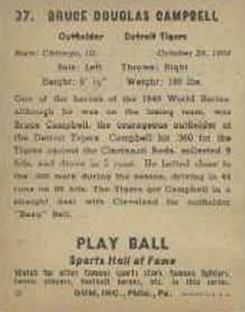 37. BRUCE DOUGLAS CAMPBELL
Outfielder Detroit Tigers
Born: Chicago, Ill. October 20, 1909
Bats: Left Throws: Right
Height: 6' ½" Weight: 185 lbs.
One of the heroes of the 1940 World Series
although he was on the losing team, was
Bruce Campbell, the courageous outfielder of
the Detroit Tigers. Campbell hit .360 for the
Tigers against the Cincinnati Reds, collected 9
hits, and drove in 5 runs. He batted close to
the .300 mark during the season, driving in 44
runs on 84 hits. The Tigers got Campbell in a
straight deal with Cleveland for outfielder
"Beau" Bell.
PLAY BALL
Sports Hall of Fame
Watch for other famous sports stars, famous fighters,
tennis players, football heroes, etc. in this series.
GUM, INC., Phila., Pa.